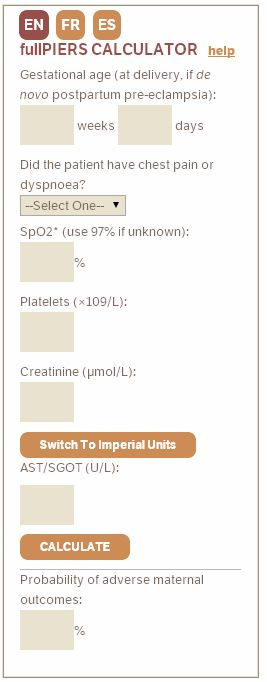 EN FR ES
fullPIERS CALCULATOR help
Gestational age (at delivery, if de
novo postpartum pre-eclampsia):
weeks days
Did the patient have chest pain or
dyspnoea?
--Select One--
SpO2* (use 97% if unknown):
%
Platelets (×109/L):
Creatinine (µmol/L):
Switch To Imperial Units
AST/SGOT (U/L):
CALCULATE
Probability of adverse maternal
outcomes:
%